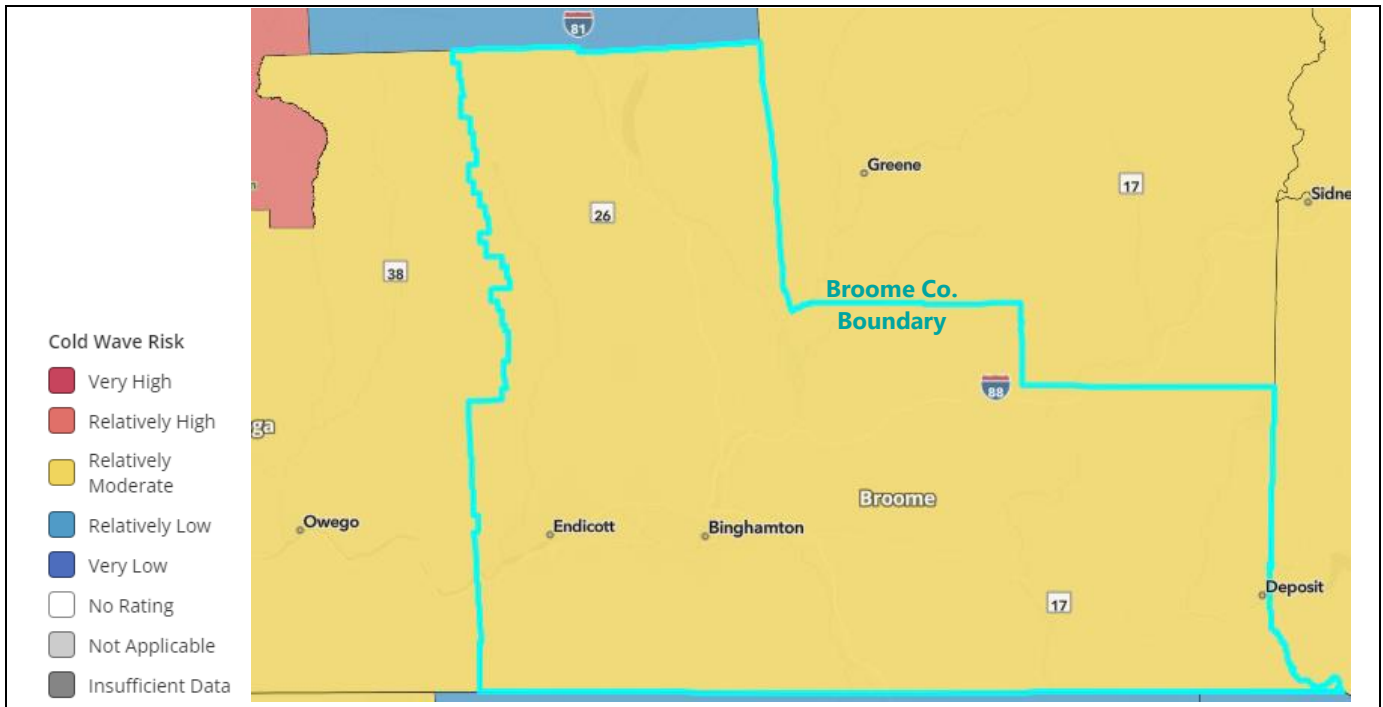 81
Greene
17
Sidne
26
38
Broome Co.
Boundary
Cold Wave Risk
Very High
88
Relatively High
ga
Relatively
Moderate
Broome
Relatively Low
Owego
Endicott
Binghamton
Very Low
Deposit
17
No Rating
Not Applicable
Insufficient Data